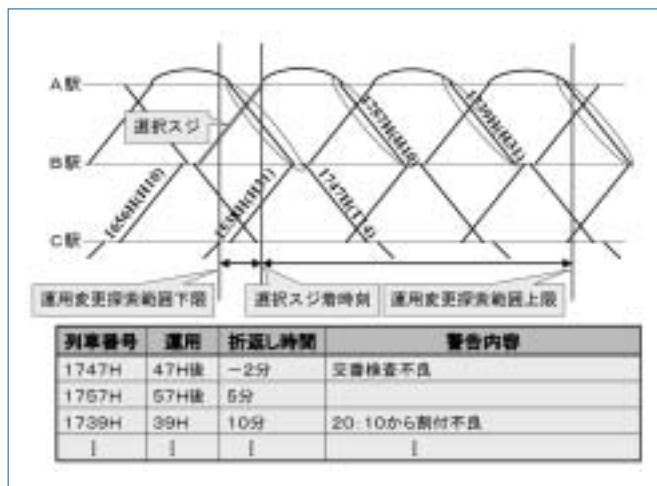 A駅
選択スジ
B駅
C駅
1747H(T14)
運用変更探索範囲下限
選択スジ着時刻
運用変更探索範囲上限
列車番号 運用 折返し時間 警告内容
1747H 47H後 −2分 交番検査不良
1757H 57H後 5分
1739H 39H 10分 20:10から割付不良